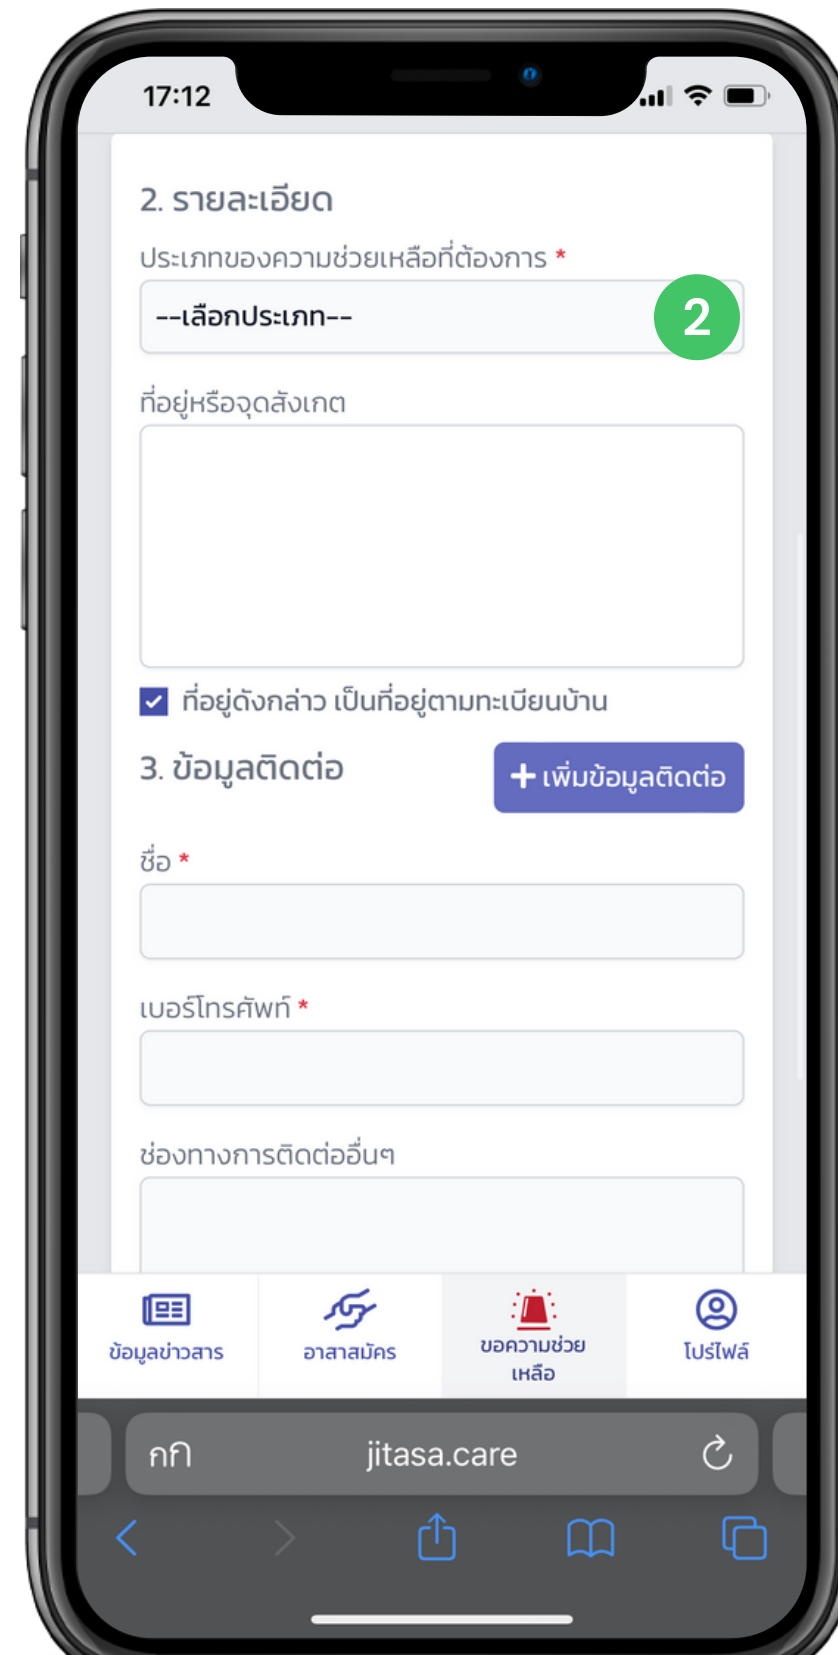 17:12
2. รายละเอียด
ประเภทของความช่วยเหลือที่ต้องการ *
--เลือกประเภท--
2
ที่อยู่หรือจุดสังเกต
ที่อยู่ดังกล่าว เป็นที่อยู่ตามทะเบียนบ้าน
3. ข้อมูลติดต่อ
+ เพิ่มข้อมูลติดต่อ
ชื่อ *
เบอร์โทรศัพท์ *
ช่องทางการติดต่ออื่นๆ
ข้อมูลข่าวสาร
อาสาสมัคร
ขอความช่วย
เหลือ
โปรไฟล์
กก jitasa.care